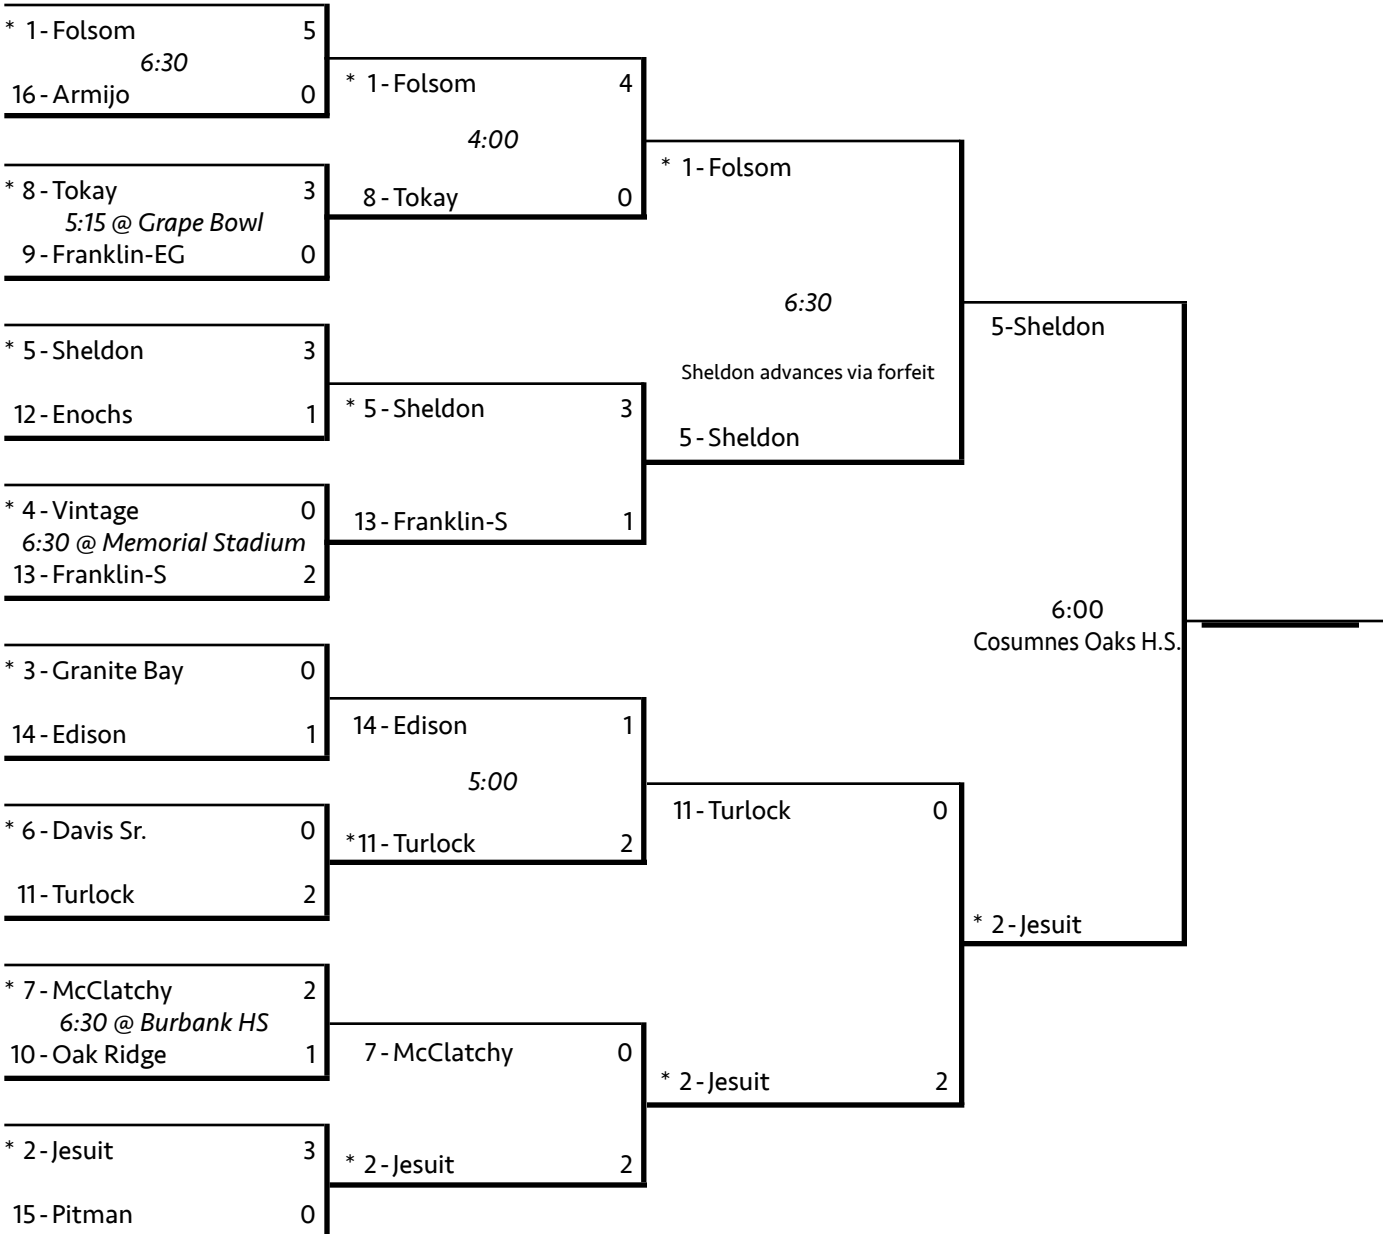 * 1-Folsom 5
6:30
16-Armijo 0
* 8-Tokay 3
5:15 @ Grape Bowl
9-Franklin-EG 0
* 5-Sheldon 3
12-Enochs 1
* 4-Vintage 0
6:30 @ Memorial Stadium
13-Franklin-S 2
* 3-Granite Bay 0
14-Edison 1
* 6-Davis Sr. 0
11-Turlock 2
* 7-McClatchy 2
6:30 @ Burbank HS
10-Oak Ridge 1
* 2-Jesuit 3
15-Pitman 0
* 1-Folsom 4
4:00
8-Tokay 0
* 5-Sheldon 3
13-Franklin-S 1
14-Edison 1
5:00
*11-Turlock 2
7-McClatchy 0
* 2-Jesuit 2
* 1-Folsom
6:30
Sheldon advances via forfeit
5-Sheldon
11-Turlock 0
* 2-Jesuit 2
5-Sheldon
6:00
Cosumnes Oaks H.S.
* 2-Jesuit